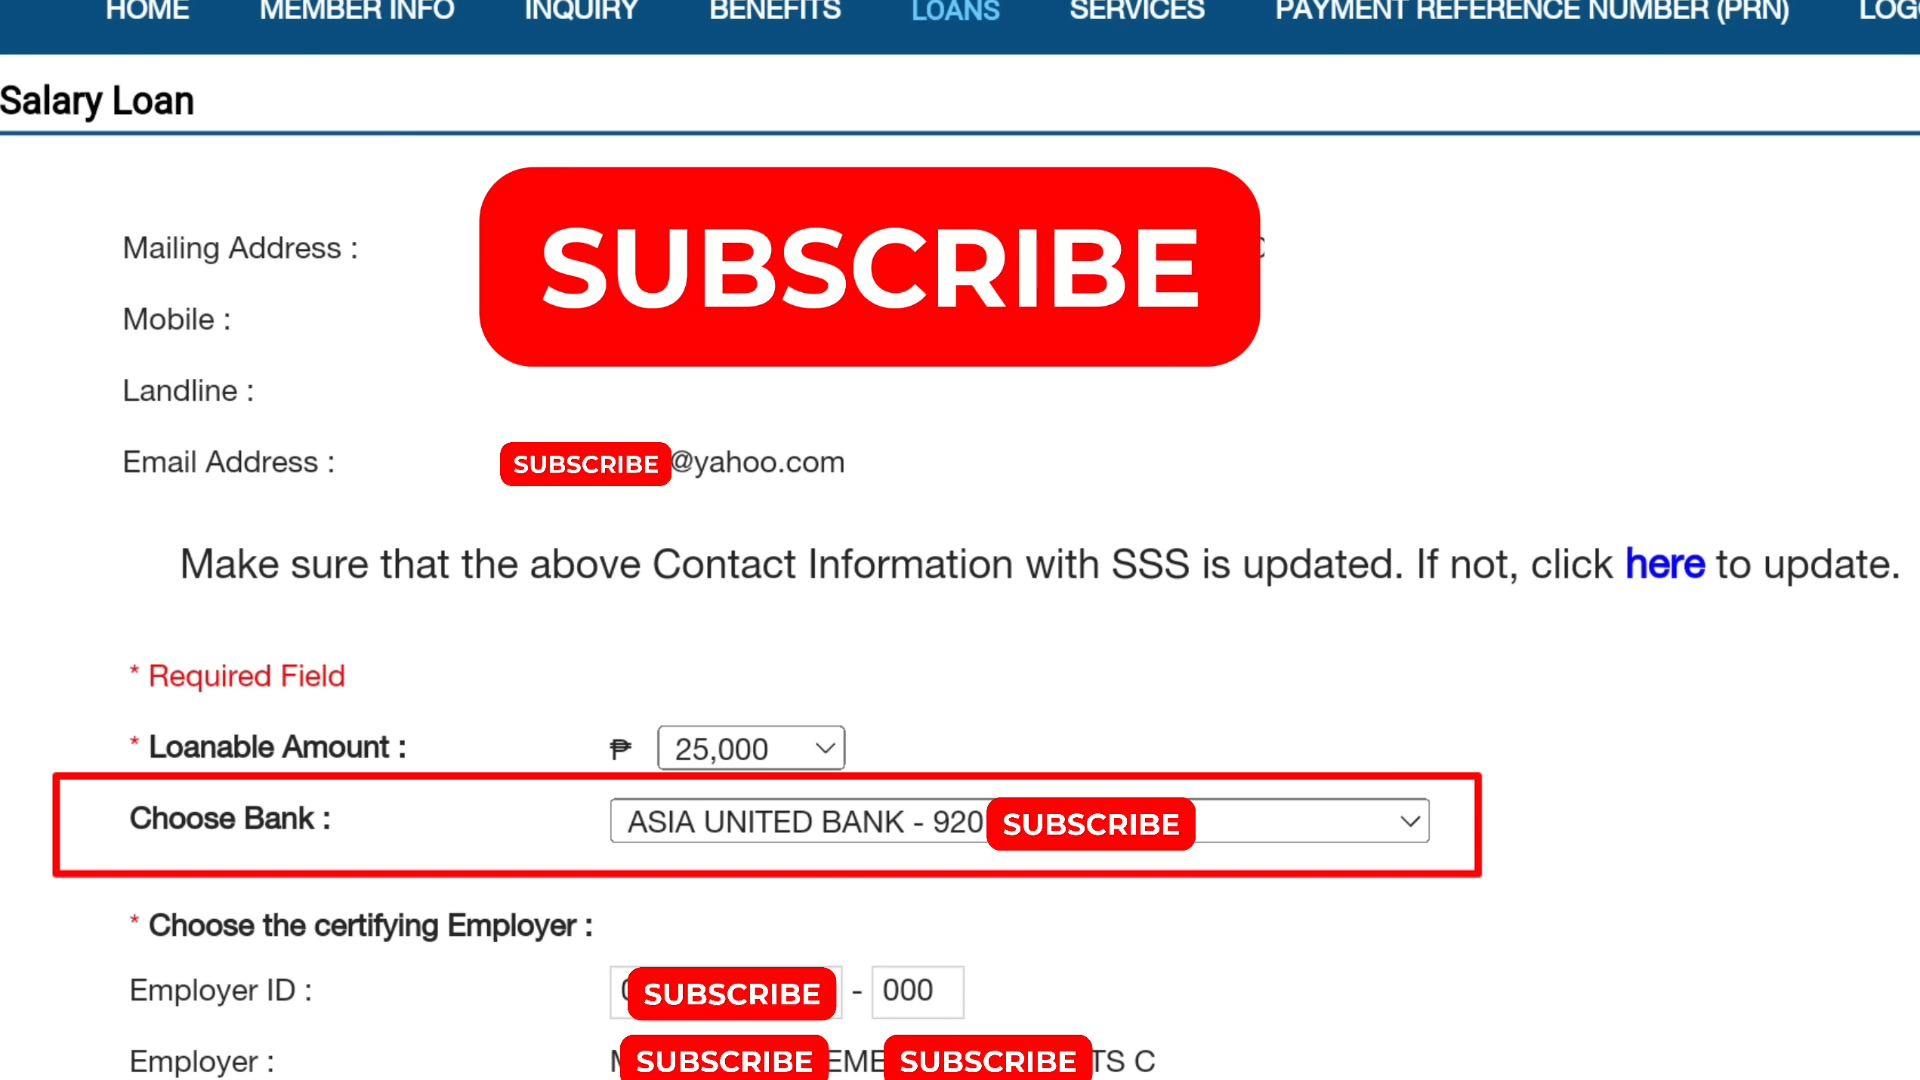 HOME MEMBER INFO INQUIRY BENEFITS LOANS SERVICES PAYMENT REFERENCE NUMBER (PRN)
Salary Loan
Mailing Address : SUBSCRIBE
Mobile :
Landline :
Email Address : SUBSCRIBE @yahoo.com
Make sure that the above Contact Information with SSS is updated. If not, click here to update.
* Required Field
* Loanable Amount : ₱ 25,000
Choose Bank : ASIA UNITED BANK - 920 SUBSCRIBE
* Choose the certifying Employer :
Employer ID : SUBSCRIBE - 000
Employer : SUBSCRIBE EME SUBSCRIBE TS C